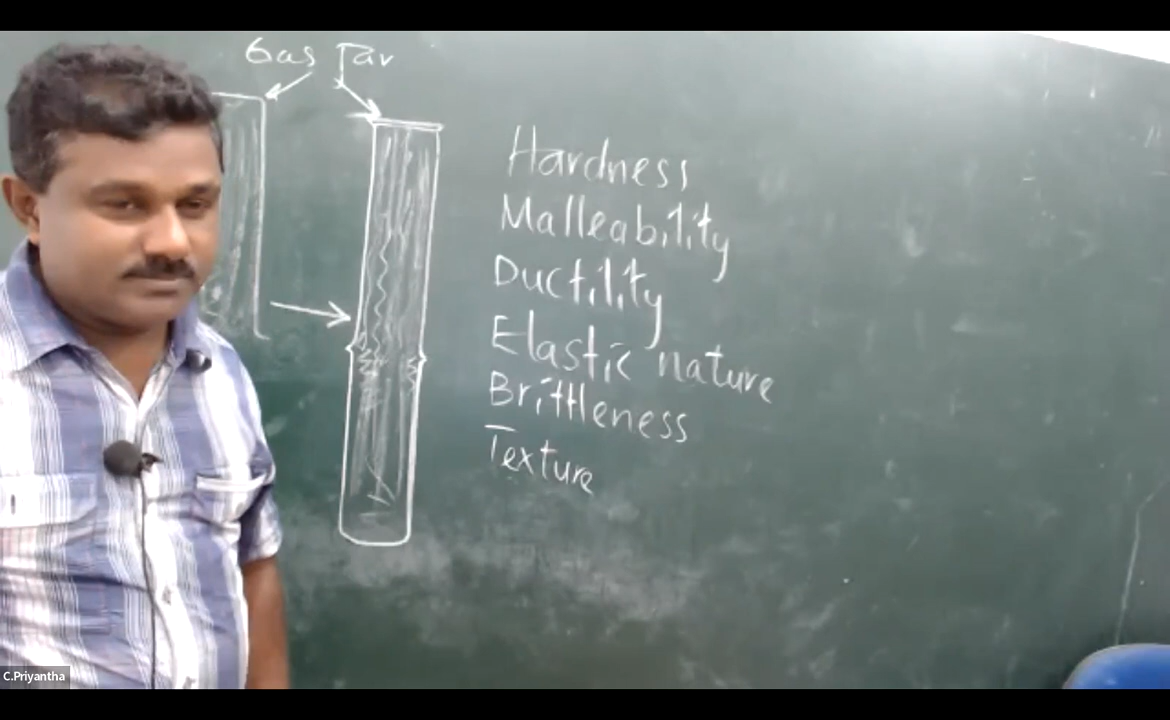 Gas Jar
Hardness
Malleability
Ductility
Elastic nature
Brittleness
Texture
C.Priyantha